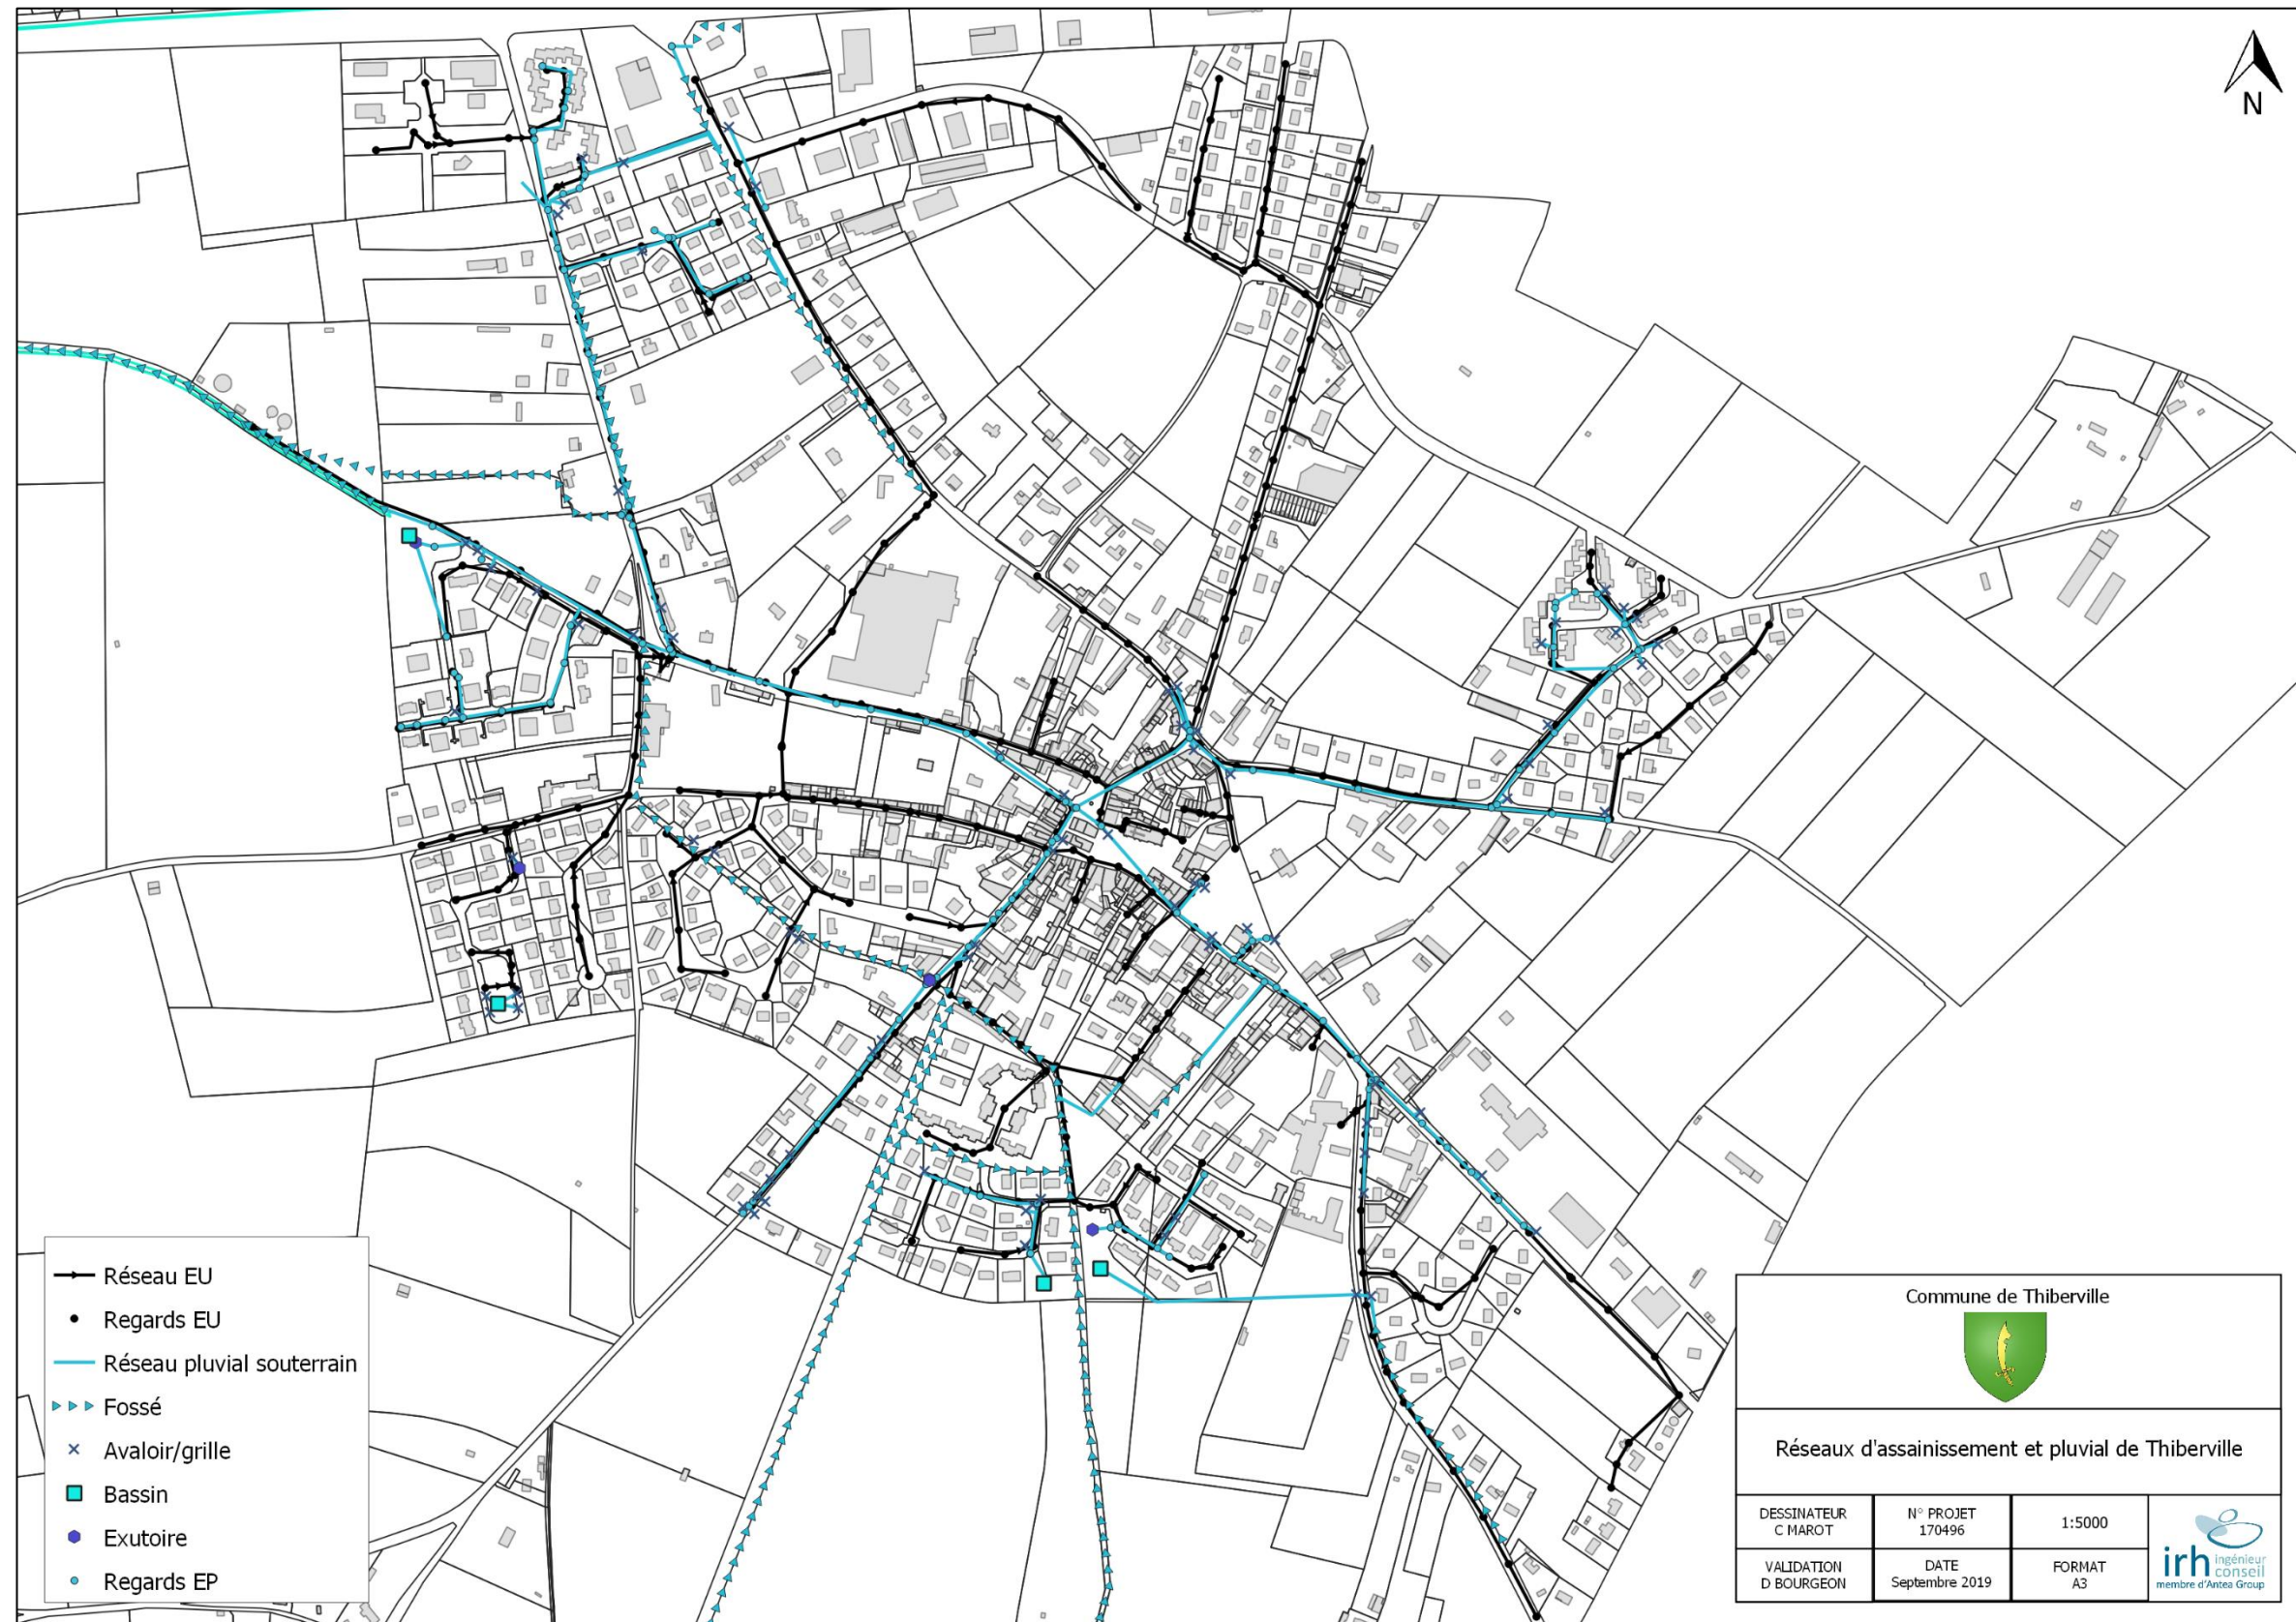 N
Réseau EU
Regards EU
Réseau pluvial souterrain
Fossé
Avaloir/grille
Bassin
Exutoire
Regards EP
Commune de Thiberville
Réseaux d'assainissement et pluvial de Thiberville
DESSINATEUR
C MAROT
N° PROJET
170496
1:5000
VALIDATION
D BOURGEON
DATE
Septembre 2019
FORMAT
A3
irh ingénieur
conseil
membre d'Antea Group